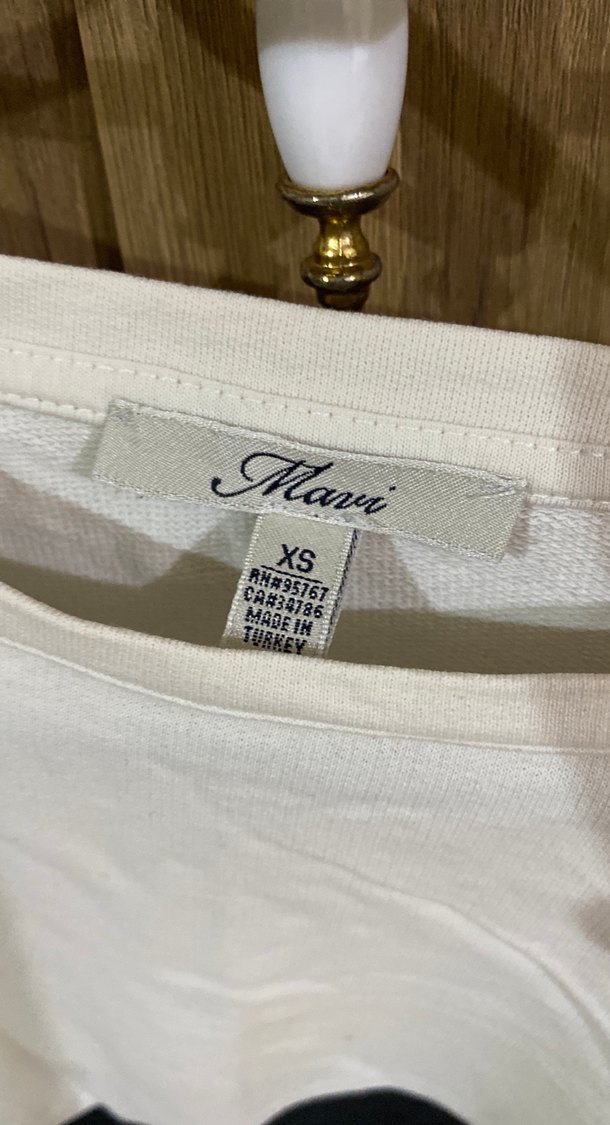 Mavi
XS
RN#95767
CA#34786
MADE IN
TURKEY